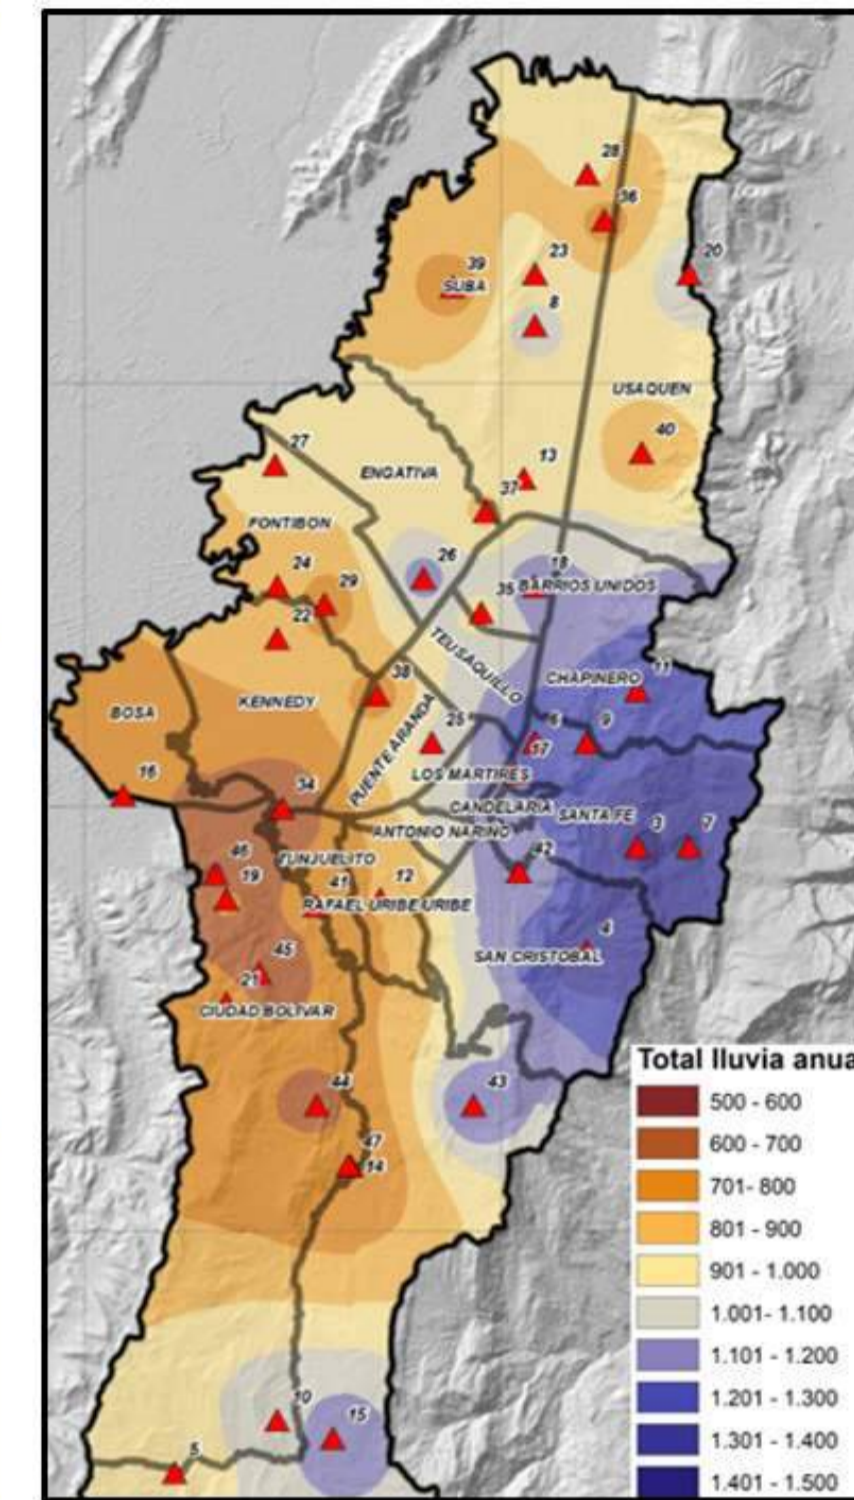 28
36
20
39
23
SUBA
8
USAQUEN
40
27
13
ENGATIVA
37
FONTIBON
26
18
24
29
35 BARRIOS UNIDOS
22
TEUSAQUILLO
11
CHAPINERO
38
KENNEDY
BOSA
25
6
9
17
PUENTE ARANDA
LOS MARTIRES
16
34
CANDELARIA
SANTA FE
3
7
ANTONIO NARIÑO
42
TUNJUELITO
46
19
41
12
RAFAEL URIBE URIBE
4
45
SAN CRISTOBAL
21
CIUDAD BOLIVAR
Total lluvia anua
44
43
500 - 600
600 - 700
47
14
701- 800
801 - 900
901 - 1.000
1.001- 1.100
1.101 - 1.200
1.201 - 1.300
10
15
1.301 - 1.400
5
1.401 - 1.500